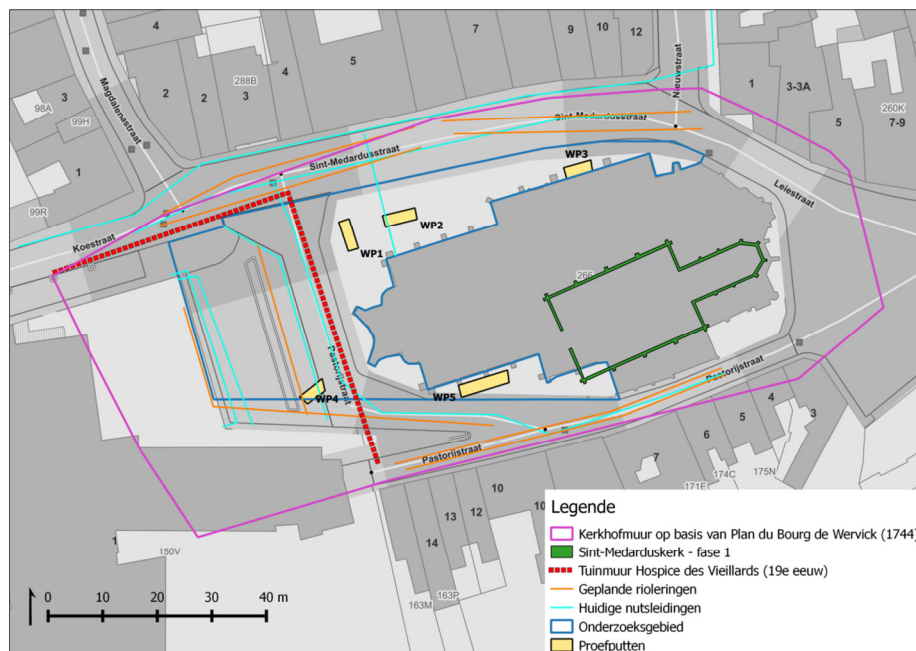 4
7
9
10
12
5
4
3
2
2
288B
Magdalenastraat
Nieuwstraat
3
98A
99H
1
1
3-3A
260K
5
7-9
Sint-Medardusstraat
Sint-Medardusstraat
WP3
Leiestraat
99R
Koestraat
WP2
WP1
266
Pastorijstraat
WP4
WP5
Pastorijstraat
Pastorijstraat
4
3
5
6
7
174C
175N
171E
10
10
12
13
14
1
150V
163P
163M
0 10 20 30 40 m
Legende
Kerkhofmuur op basis van Plan du Bourg de Wervick (1744)
Sint-Medarduskerk - fase 1
Tuinmuur Hospice des Vieillards (19e eeuw)
Geplande rioleringen
Huidige nutsleidingen
Onderzoeksgebied
Proefputten